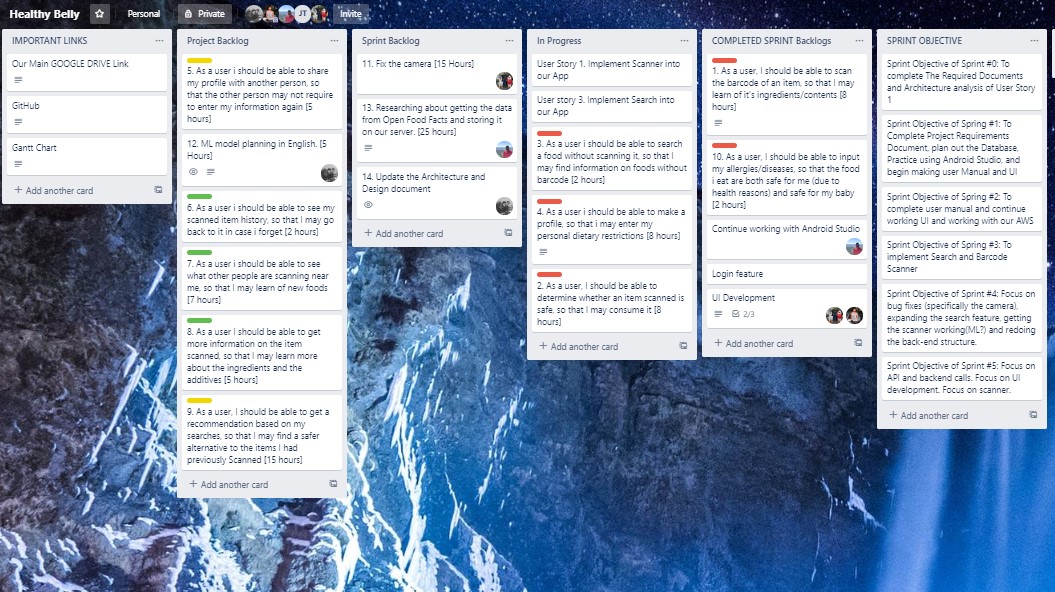 Healthy Belly
Personal
Private
JT
Invite
IMPORTANT LINKS
Our Main GOOGLE DRIVE Link
GitHub
Gantt Chart
+ Add another card
Project Backlog
5. As a user i should be able to share
my profile with another person, so
that the other person may not require
to enter my information again [5
hours]
12. ML model planning in English. [5
Hours]
6. As a user i should be able to see my
scanned item history, so that I may go
back to it in case i forget [2 hours]
7. As a user i should be able to see
what other people are scanning near
me, so that I may learn of new foods
[7 hours]
8. As a user i should be able to get
more information on the item
scanned, so that I may learn more
about the ingredients and the
additives [5 hours]
9. As a user, I should be able to get a
recommendation based on my
searches, so that I may find a safer
alternative to the items I had
previously Scanned [15 hours]
+ Add another card
Sprint Backlog
11. Fix the camera [15 Hours]
13. Researching about getting the data
from Open Food Facts and storing it
on our server. [25 hours]
14. Update the Architecture and
Design document
+ Add another card
In Progress
User Story 1. Implement Scanner into
our App
User story 3. Implement Search into
our App
3. As a user i should be able to search
a food without scanning it, so that I
may find information on foods without
barcode [2 hours]
4. As a user i should be able to make a
profile, so that i may enter my
personal dietary restrictions [8 hours]
2. As a user, I should be able to
determine whether an item scanned is
safe, so that I may consume it [8
hours]
+ Add another card
COMPLETED SPRINT Backlogs
1. As a user, I should be able to scan
the barcode of an item, so that I may
learn of it's ingredients/contents [8
hours]
10. As a user, I should be able to input
my allergies/diseases, so that the food
i eat are both safe for me (due to
health reasons) and safe for my baby
[2 hours]
Continue working with Android Studio
Login feature
UI Development
2/3
+ Add another card
SPRINT OBJECTIVE
Sprint Objective of Sprint #0: To
complete The Required Documents
and Architecture analysis of User Story
1
Sprint Objective of Spring #1: To
Complete Project Requirements
Document, plan out the Database,
Practice using Android Studio, and
begin making user Manual and UI
Sprint Objective of Spring #2: To
complete user manual and continue
working UI and working with our AWS
Sprint Objective of Spring #3: To
implement Search and Barcode
Scanner
Sprint Objective of Sprint #4: Focus on
bug fixes (specifically the camera),
expanding the search feature, getting
the scanner working(ML?) and redoing
the back-end structure.
Sprint Objective of Sprint #5: Focus on
API and backend calls. Focus on UI
development. Focus on scanner.
+ Add another card